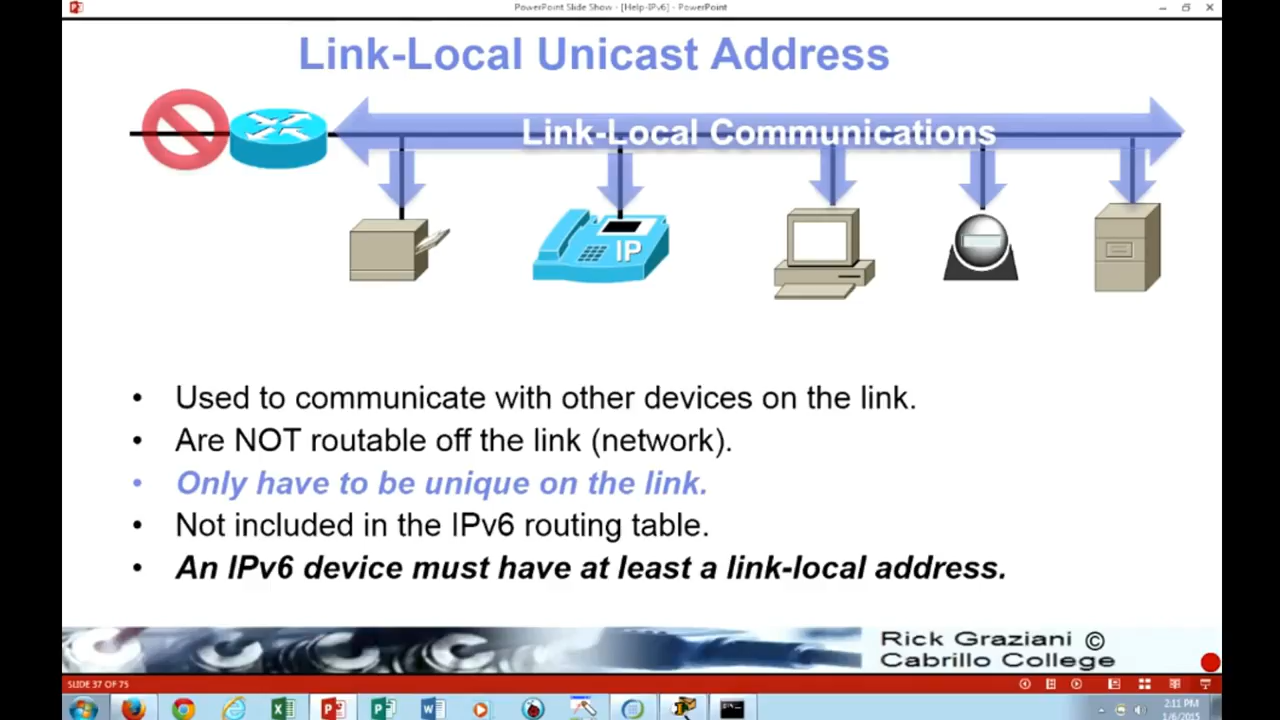 PowerPoint Slide Show - [Help-IPv6] - PowerPoint
Link-Local Unicast Address
Link-Local Communications
IP
• Used to communicate with other devices on the link.
• Are NOT routable off the link (network).
• Only have to be unique on the link.
• Not included in the IPv6 routing table.
• An IPv6 device must have at least a link-local address.
Rick Graziani ©
Cabrillo College
SLIDE 37 OF 75
2:11 PM
1/6/2015